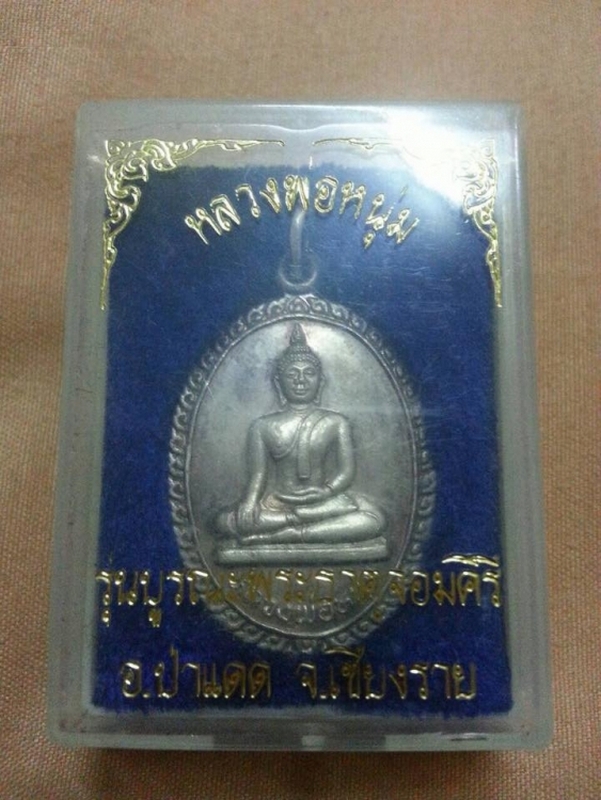 หลวงพ่อหนุ่ม
รุ่นบูรณะพระธาตุจอมคีรี
อ.ป่าแดด จ.เชียงราย